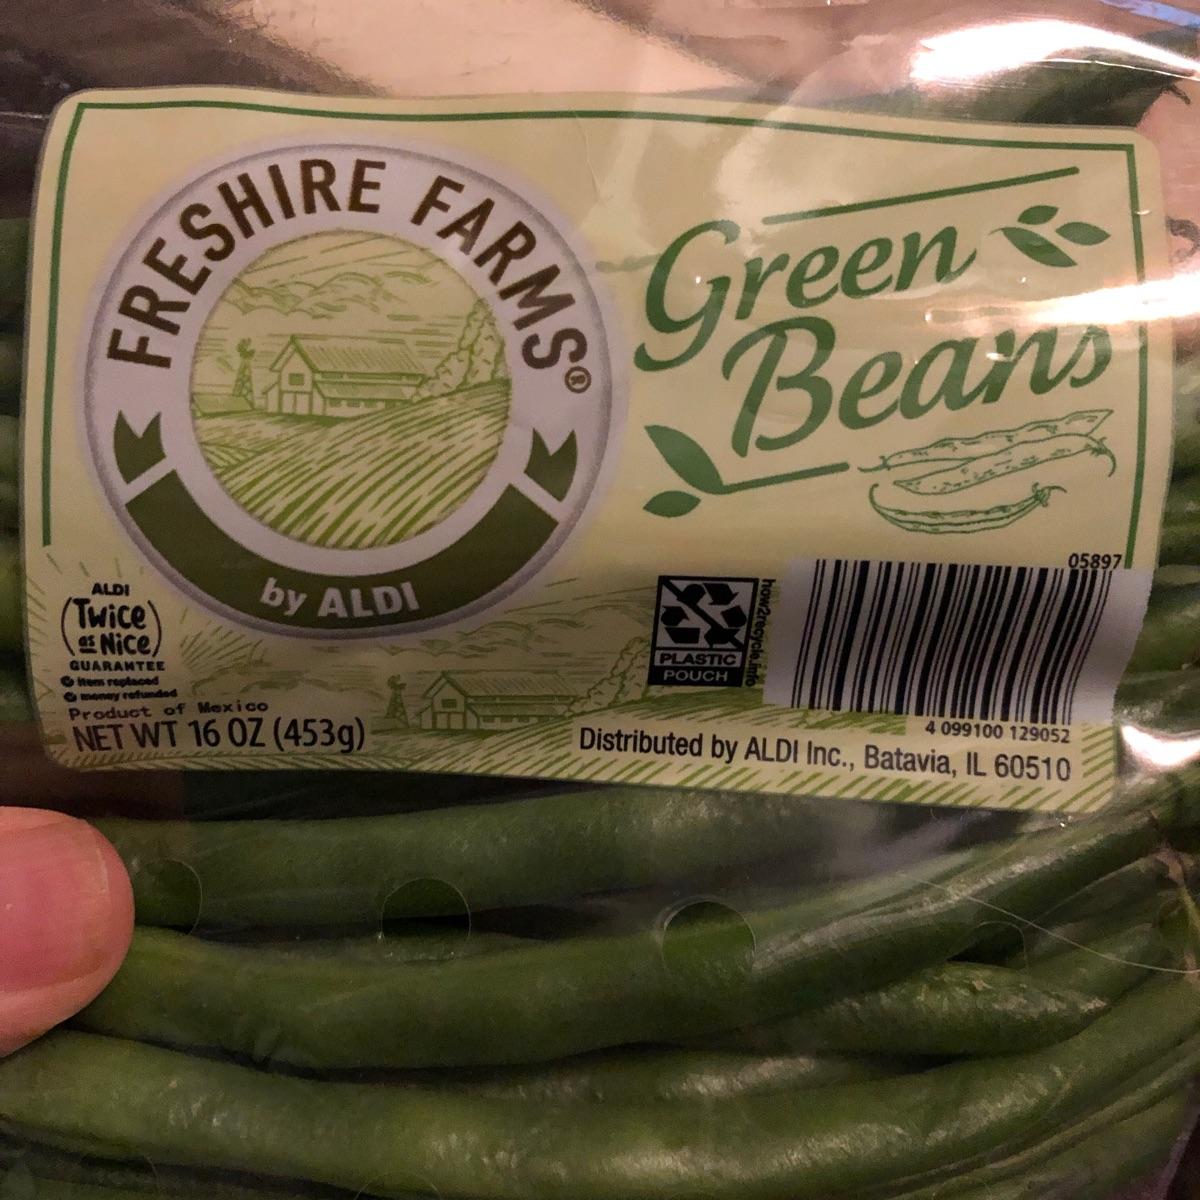 FRESHIRE FARMS®
by ALDI
Green
Beans
ALDI
Twice
as Nice
GUARANTEE
item replaced
money refunded
Product of Mexico
NET WT 16 OZ (453g)
PLASTIC
POUCH
how2recycle.info
05897
4 099100 129052
Distributed by ALDI Inc., Batavia, IL 60510